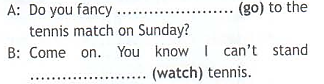 A: Do you fancy ........................ (go) to the
tennis match on Sunday?
B: Come on. You know I can't stand
........................ (watch) tennis.